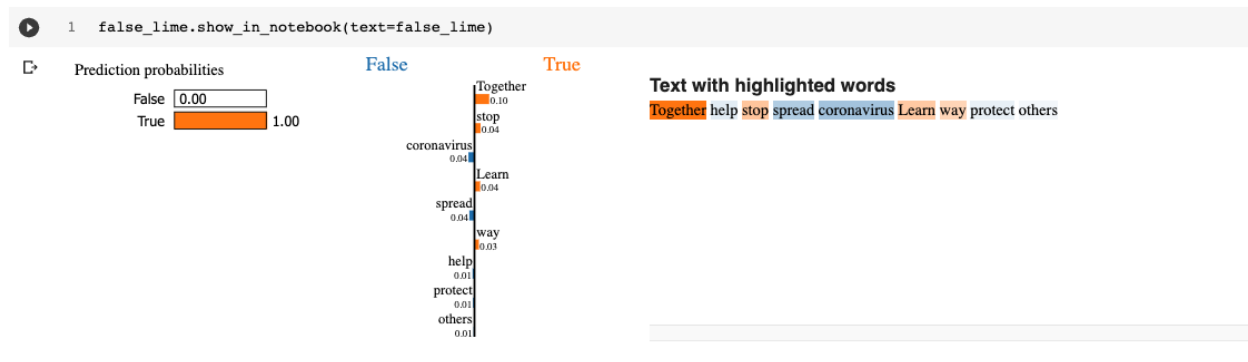 1 false_lime.show_in_notebook(text=false_lime)
Prediction probabilities
False 0.00
True 1.00
False True
Together
0.10
stop
0.04
coronavirus
0.04
Learn
0.04
spread
0.04
way
0.03
help
0.01
protect
0.01
others
0.01
Text with highlighted words
Together help stop spread coronavirus Learn way protect others